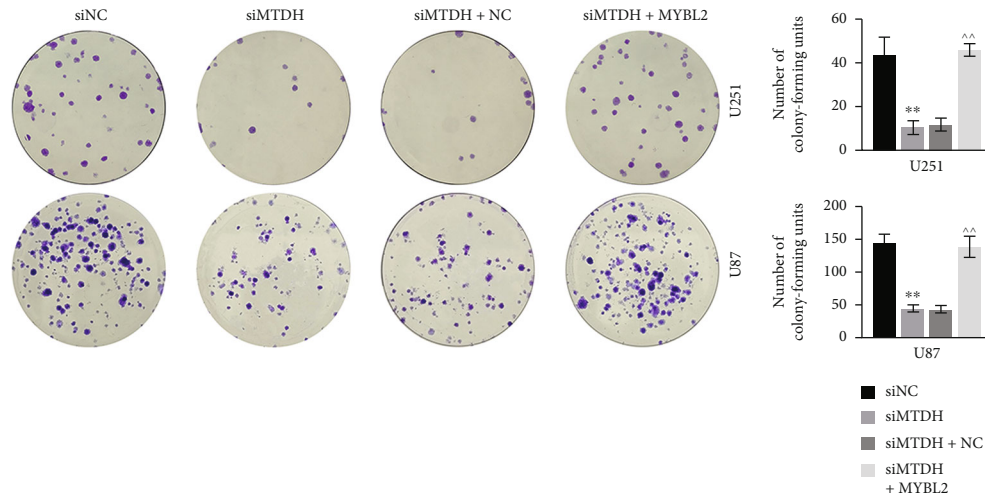 siNC
siMTDH
siMTDH + NC
siMTDH + MYBL2
U251
U87
Number of
colony-forming units
60
40
20
0
**
^^
U251
Number of
colony-forming units
200
150
100
50
0
**
^^
U87
siNC
siMTDH
siMTDH + NC
siMTDH
+ MYBL2